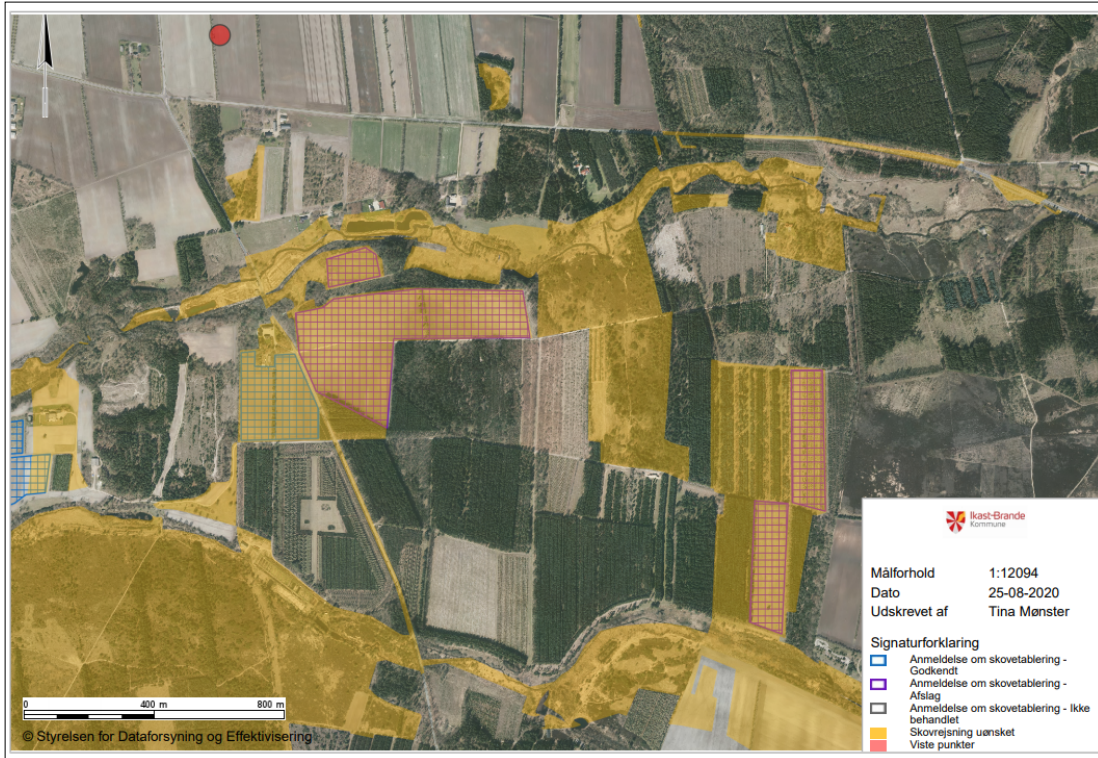 Ikast-Brande
Kommune
Målforhold 1:12094
Dato 25-08-2020
Udskrevet af Tina Mønster
Signaturforklaring
Anmeldelse om skovetablering -
Godkendt
Anmeldelse om skovetablering -
Afslag
Anmeldelse om skovetablering - Ikke
behandlet
Skovrejsning uønsket
Viste punkter
0 400 m 800 m
© Styrelsen for Dataforsyning og Effektivisering